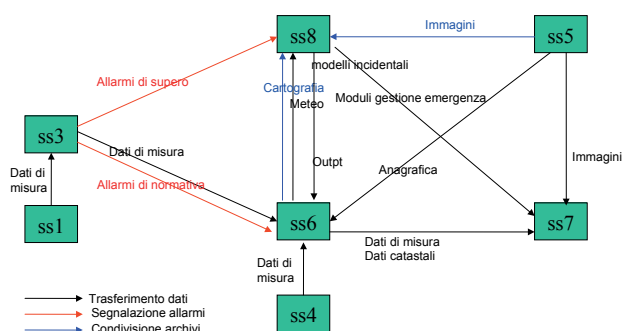 ss8
Immagini
ss5
modelli incidentali
Allarmi di supero
Cartografia
Meteo
Moduli gestione emergenza
ss3
Dati di misura
Dati di
misura
Outpt
Anagrafica
Immagini
Allarmi di normativa
ss1
ss6
ss7
Dati di misura
Dati catastali
Dati di
misura
Trasferimento dati
Segnalazione allarmi
Condivisione archivi
ss4